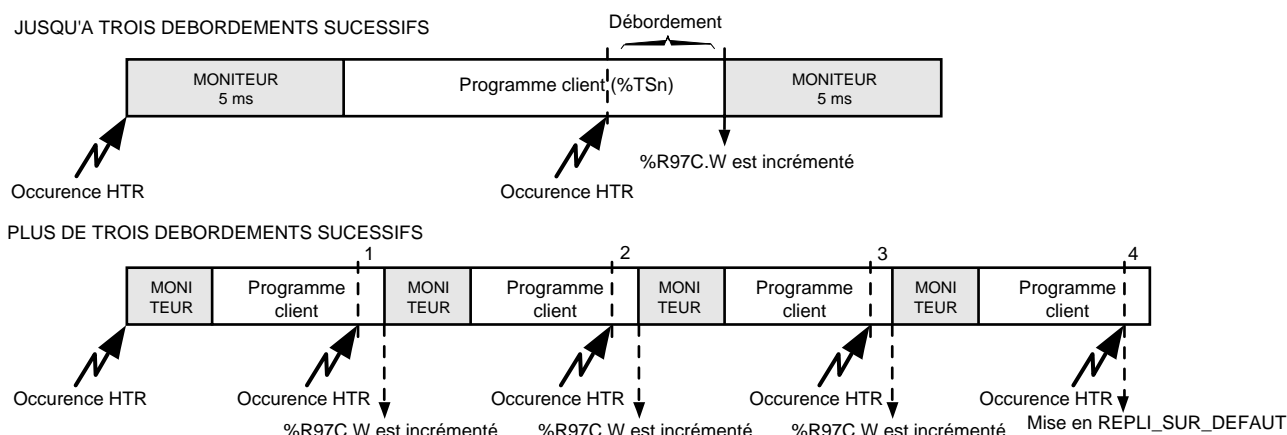 JUSQU'A TROIS DEBORDEMENTS SUCESSIFS
Débordement
MONITEUR
5 ms
Programme client (%TSn)
MONITEUR
5 ms
%R97C.W est incrémenté
Occurence HTR
Occurence HTR
PLUS DE TROIS DEBORDEMENTS SUCESSIFS
1
2
3
4
MONI
TEUR
Programme
client
MONI
TEUR
Programme
client
MONI
TEUR
Programme
client
MONI
TEUR
Programme
client
Occurence HTR
Occurence HTR
Occurence HTR
Occurence HTR
Occurence HTR
Mise en REPLI_SUR_DEFAUT
%R97C.W est incrémenté
%R97C.W est incrémenté
%R97C.W est incrémenté